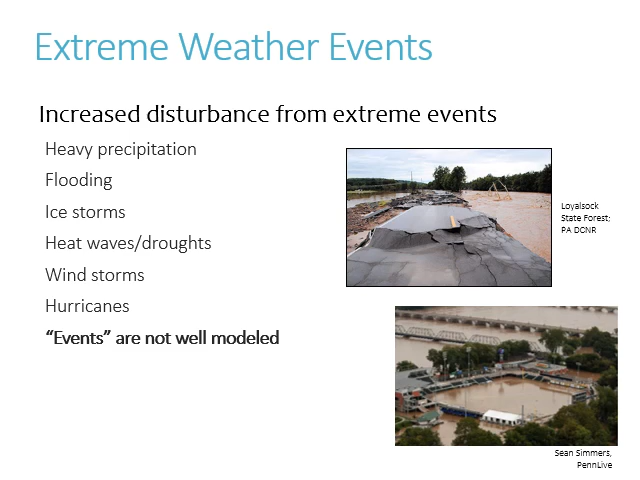 Extreme Weather Events
Increased disturbance from extreme events
Heavy precipitation
Flooding
Ice storms
Heat waves/droughts
Wind storms
Hurricanes
“Events” are not well modeled
Loyalsock
State Forest;
PA DCNR
Sean Simmers,
PennLive